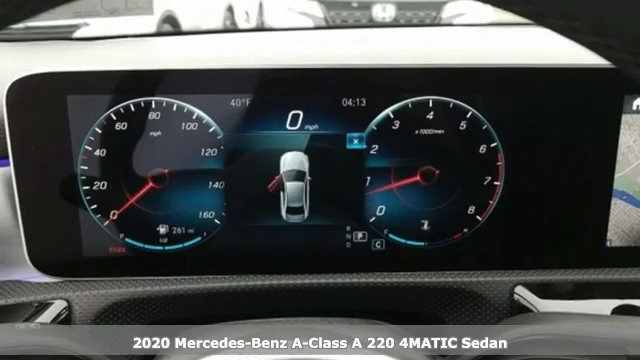 40°F
04:13
0 mph
80
60
100
mph
40
120
20
140
0
160
261 mi
1/2
PARK
×
4
3
5
x1000/min
2
6
1
7
0
8
R
N P
D
C
2020 Mercedes-Benz A-Class A 220 4MATIC Sedan